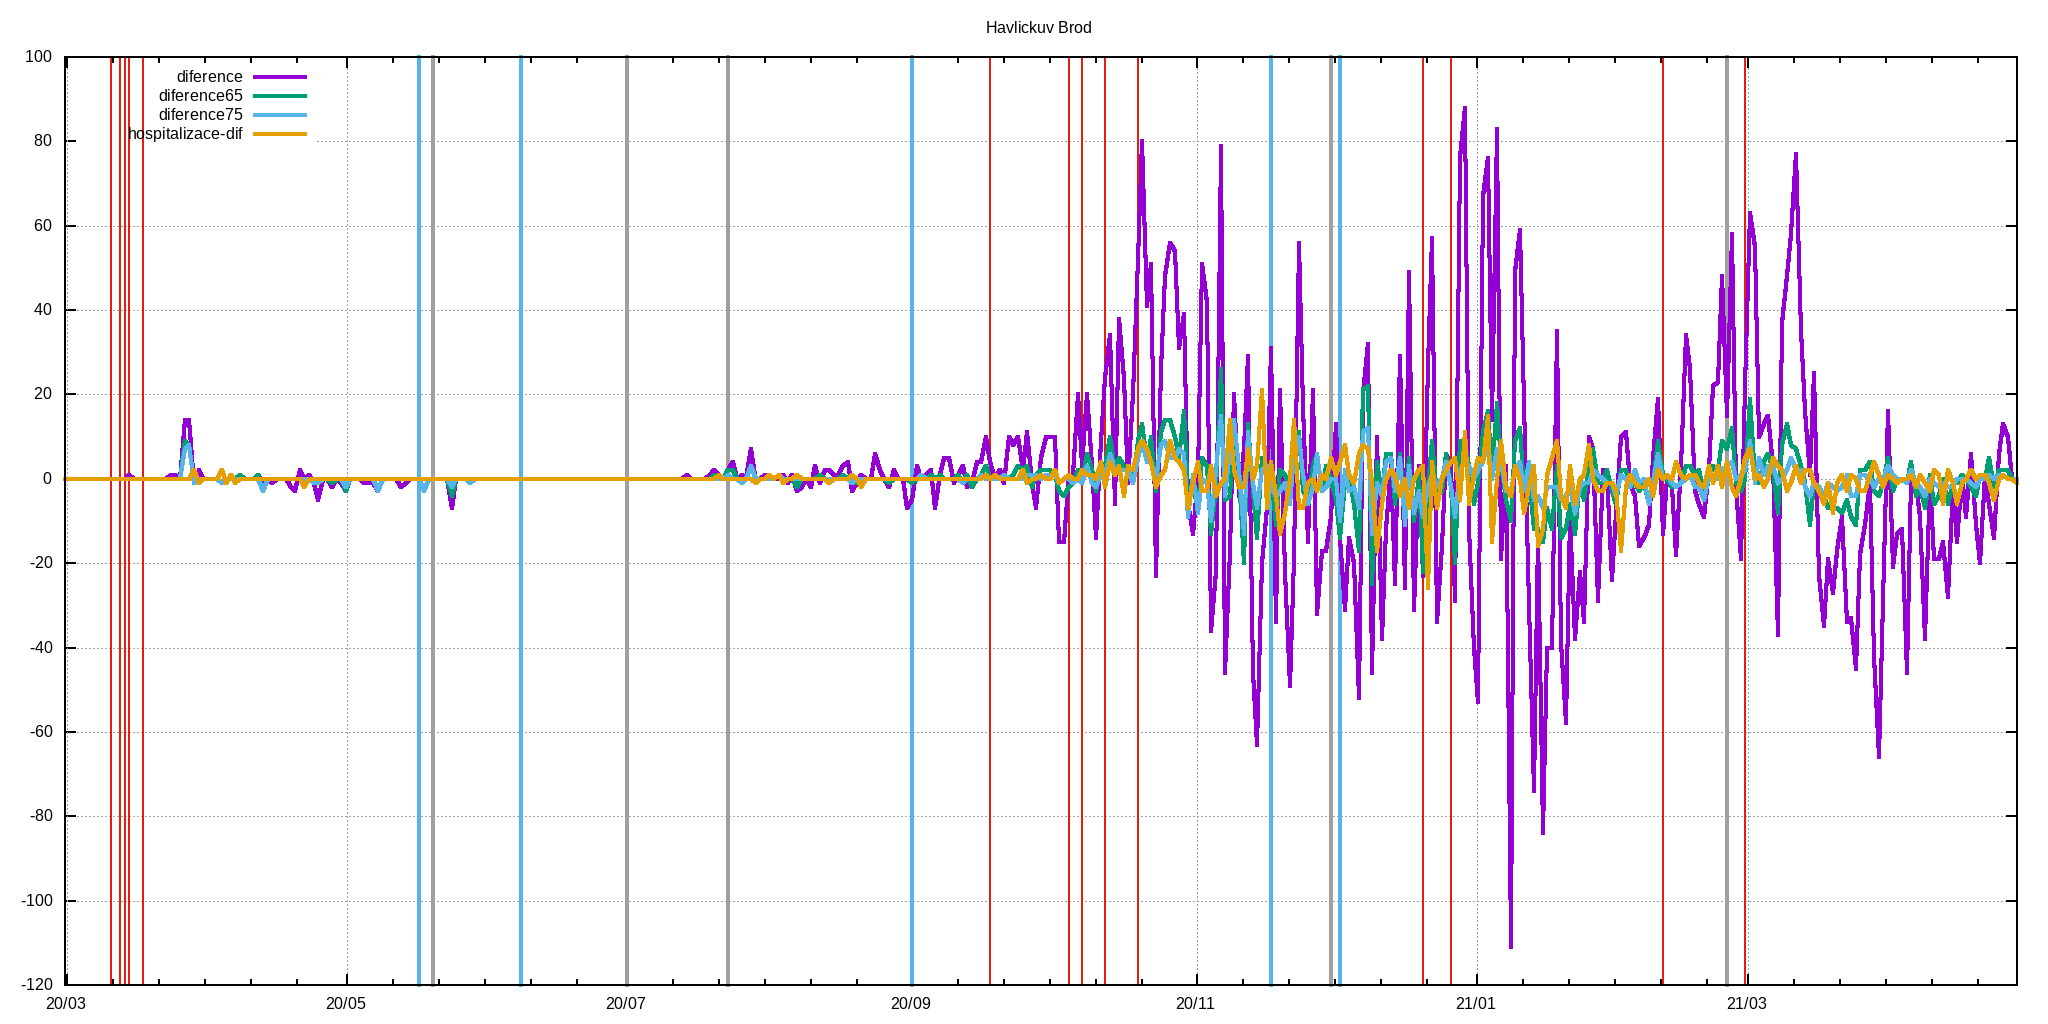 Havlickuv Brod
100
80
60
40
20
0
-20
-40
-60
-80
-100
-120
diference
diference65
diference75
hospitalizace-dif
20/03 20/05 20/07 20/09 20/11 21/01 21/03